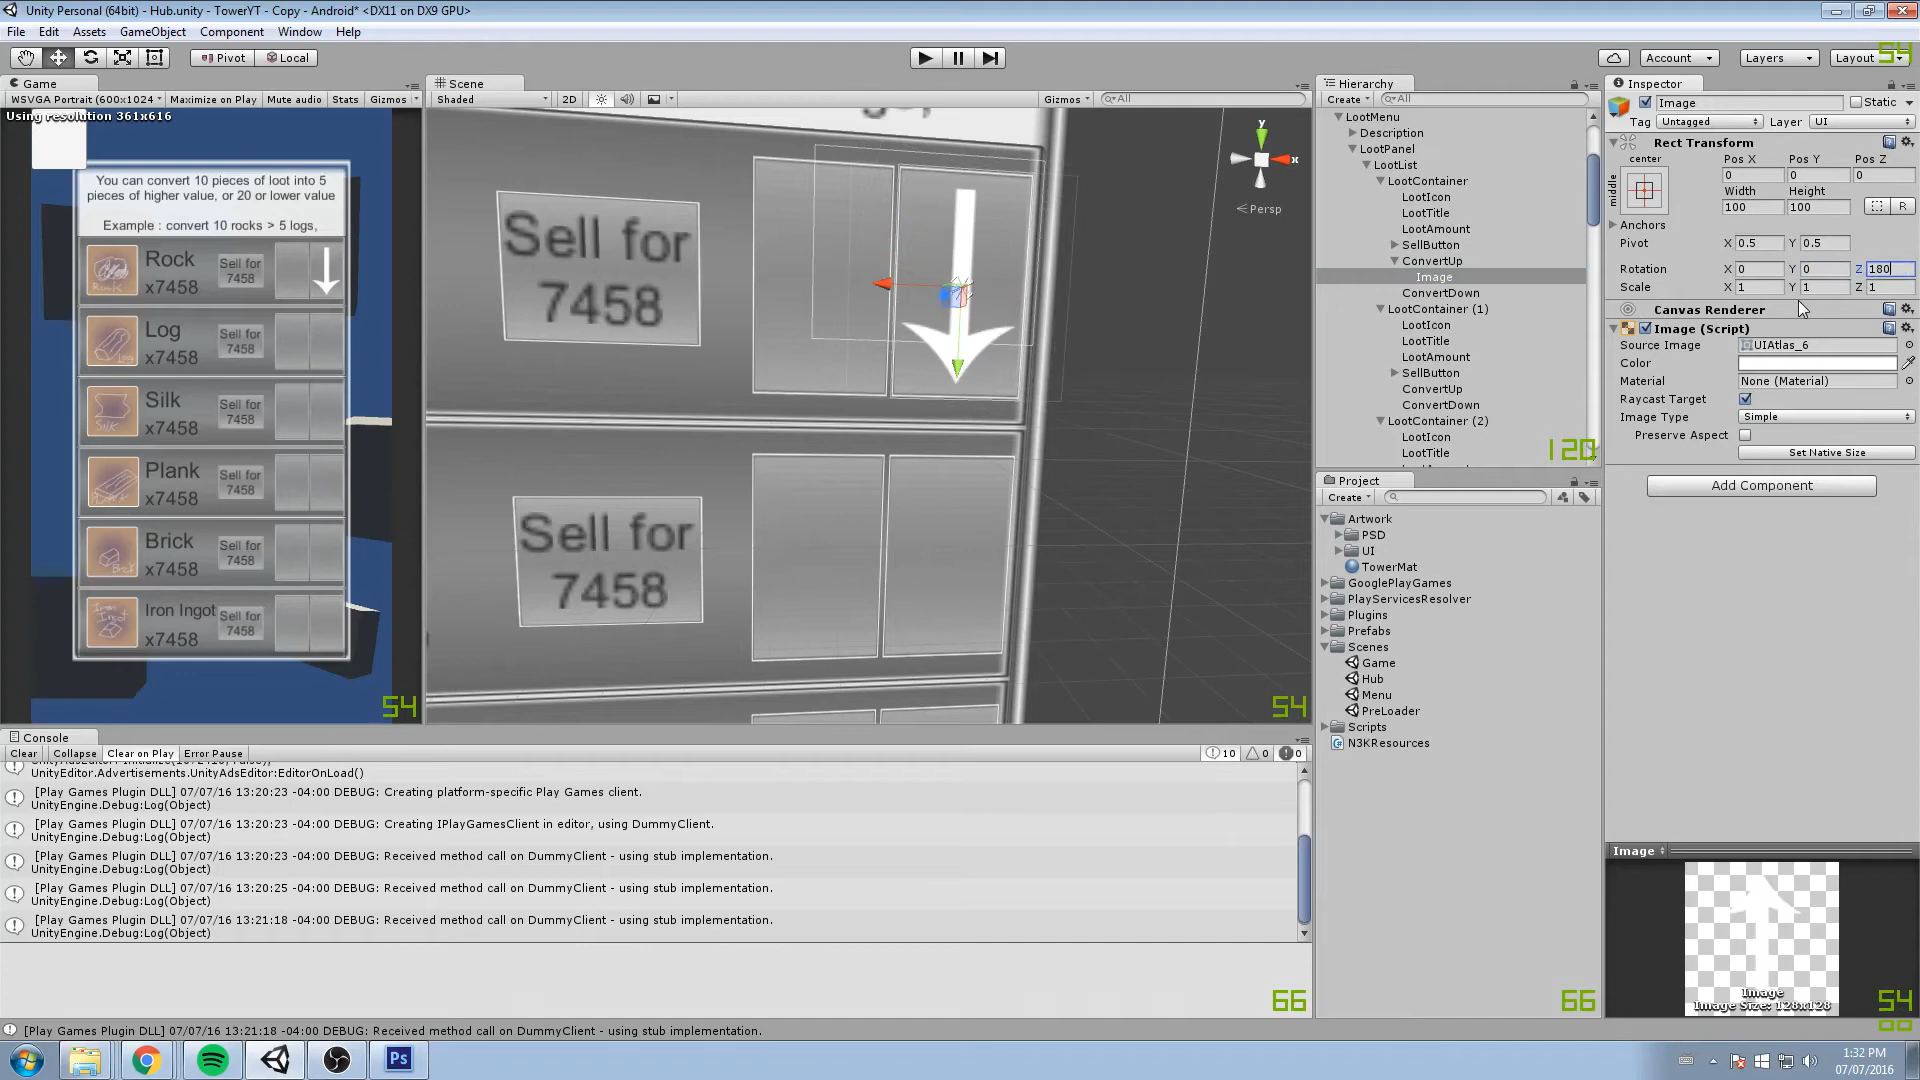 Unity Personal (64bit) - Hub.unity - TowerYT - Copy - Android* <DX11 on DX9 GPU>
File Edit Assets GameObject Component Window Help
Pivot Local Account Layers Layout
54
Game
WSVGA Portrait (600x1024 Maximize on Play Mute audio Stats Gizmos
Using resolution 361x616
You can convert 10 pieces of loot into 5
pieces of higher value, or 20 or lower value
Example : convert 10 rocks > 5 logs,
Rock
x7458
Sell for
7458
Log
x7458
Sell for
7458
Silk
x7458
Sell for
7458
Plank
x7458
Sell for
7458
Brick
x7458
Sell for
7458
Iron Ingot
x7458
Sell for
7458
54
Scene
Shaded 2D Gizmos All
Sell for
7458
Sell for
7458
y
x
Persp
54
Hierarchy
Create All
LootMenu
Description
LootPanel
LootList
LootContainer
LootIcon
LootTitle
LootAmount
SellButton
ConvertUp
Image
ConvertDown
LootContainer (1)
LootIcon
LootTitle
LootAmount
SellButton
ConvertUp
ConvertDown
LootContainer (2)
LootIcon
LootTitle
120
Project
Create
Artwork
PSD
UI
TowerMat
GooglePlayGames
PlayServicesResolver
Plugins
Prefabs
Scenes
Game
Hub
Menu
PreLoader
Scripts
N3KResources
66
Inspector
Image Static
Tag Untagged Layer UI
Rect Transform
center
middle
Pos X Pos Y Pos Z
0 0 0
Width Height
100 100
R
Anchors
Pivot X 0.5 Y 0.5
Rotation X 0 Y 0 Z 180
Scale X 1 Y 1 Z 1
Canvas Renderer
Image (Script)
Source Image UIAtlas_6
Color
Material None (Material)
Raycast Target
Image Type Simple
Preserve Aspect
Set Native Size
Add Component
Image
Image
Image Size: 128x128
54
Console
Clear Collapse Clear on Play Error Pause 10 0 0
UnityEditor.Advertisements.UnityAdsEditor:EditorOnLoad()
[Play Games Plugin DLL] 07/07/16 13:20:23 -04:00 DEBUG: Creating platform-specific Play Games client.
UnityEngine.Debug:Log(Object)
[Play Games Plugin DLL] 07/07/16 13:20:23 -04:00 DEBUG: Creating IPlayGamesClient in editor, using DummyClient.
UnityEngine.Debug:Log(Object)
[Play Games Plugin DLL] 07/07/16 13:20:23 -04:00 DEBUG: Received method call on DummyClient - using stub implementation.
UnityEngine.Debug:Log(Object)
[Play Games Plugin DLL] 07/07/16 13:20:25 -04:00 DEBUG: Received method call on DummyClient - using stub implementation.
UnityEngine.Debug:Log(Object)
[Play Games Plugin DLL] 07/07/16 13:21:18 -04:00 DEBUG: Received method call on DummyClient - using stub implementation.
UnityEngine.Debug:Log(Object)
66
[Play Games Plugin DLL] 07/07/16 13:21:18 -04:00 DEBUG: Received method call on DummyClient - using stub implementation.
Ps
1:32 PM
07/07/2016